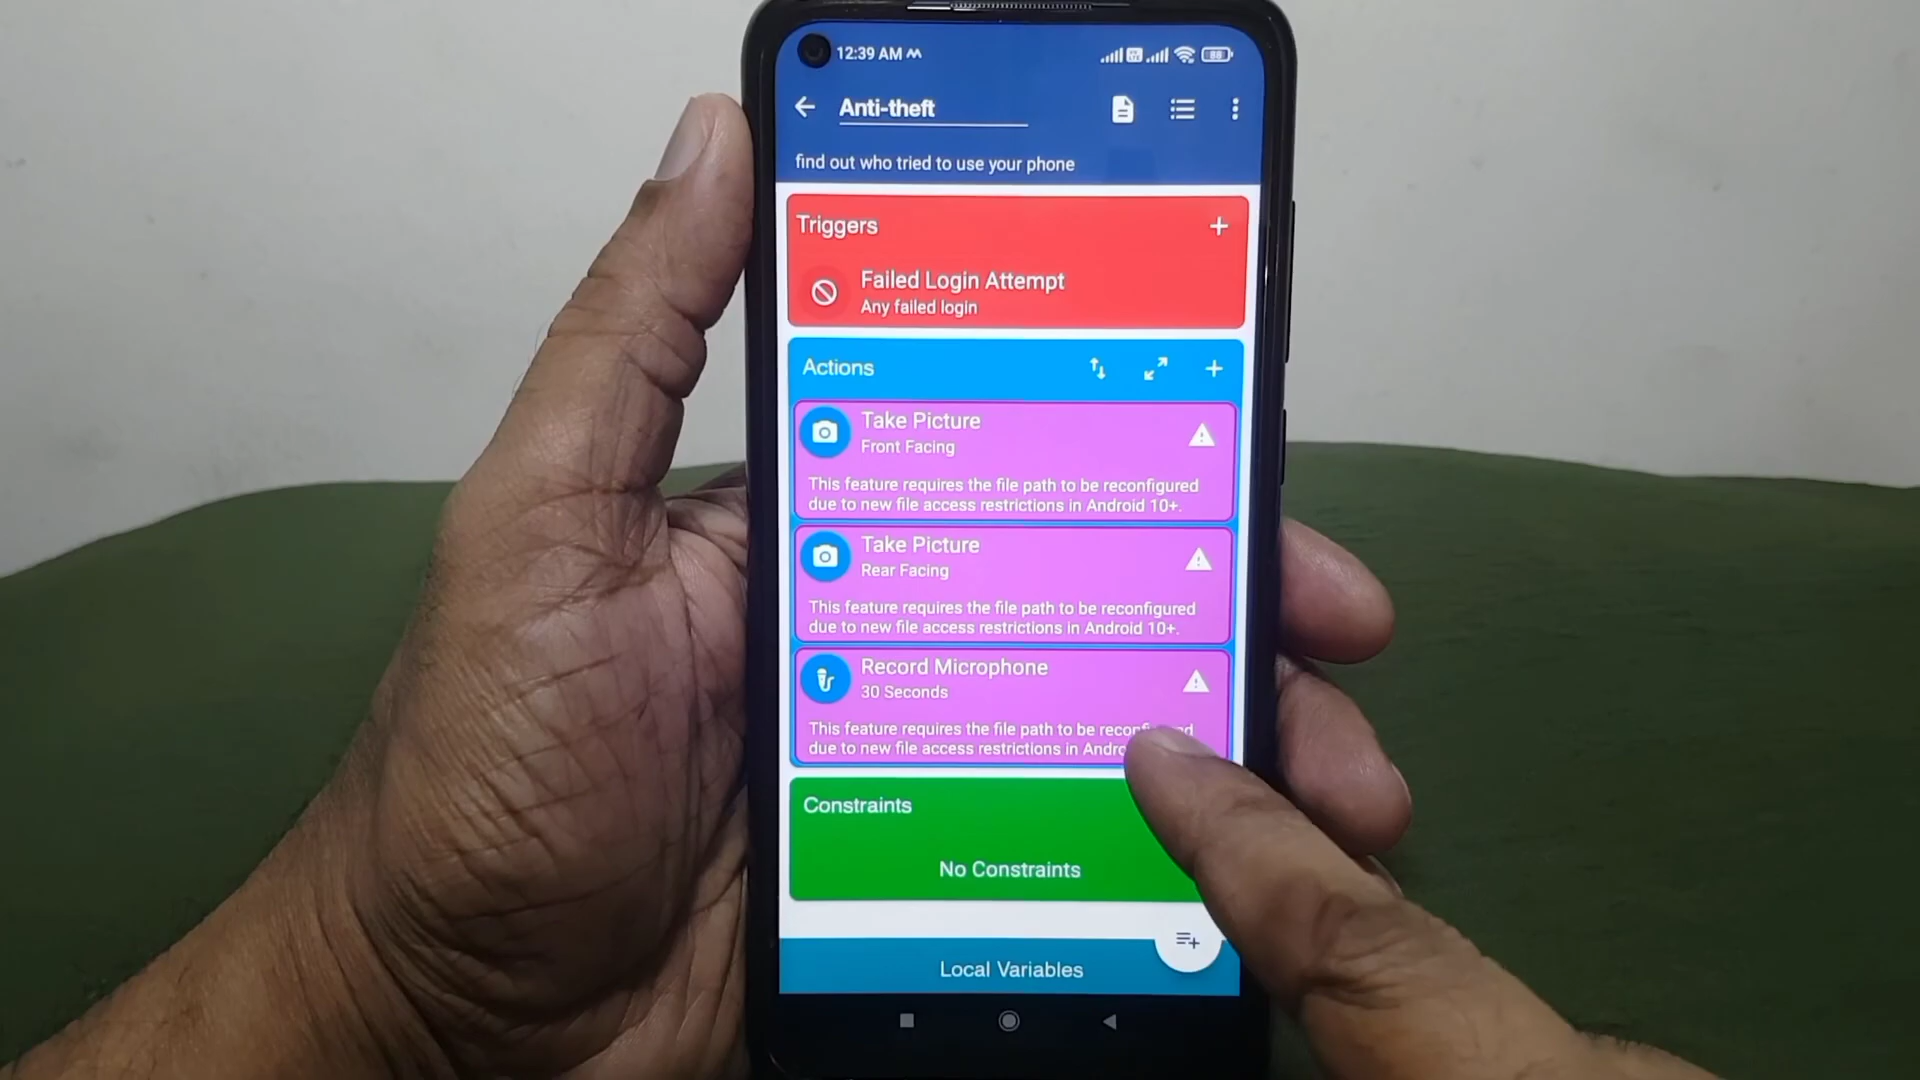 12:39 AM
88
Anti-theft
find out who tried to use your phone
Triggers
Failed Login Attempt
Any failed login
Actions
Take Picture
Front Facing
This feature requires the file path to be reconfigured
due to new file access restrictions in Android 10+.
Take Picture
Rear Facing
This feature requires the file path to be reconfigured
due to new file access restrictions in Android 10+.
Record Microphone
30 Seconds
This feature requires the file path to be
due to new file access restrictions in
Constraints
No Constraints
Local Variables